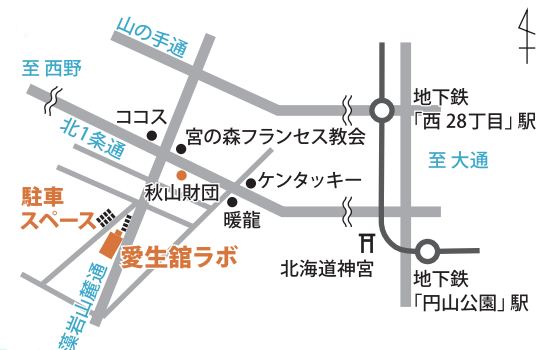 山の手通
至 西野
ココス
北1条通
宮の森フランセス教会
地下鉄
「西 28丁目」駅
至 大通
秋山財団
ケンタッキー
暖龍
駐車
スペース
愛生舘ラボ
藻岩山麓通
北海道神宮
地下鉄
「円山公園」駅